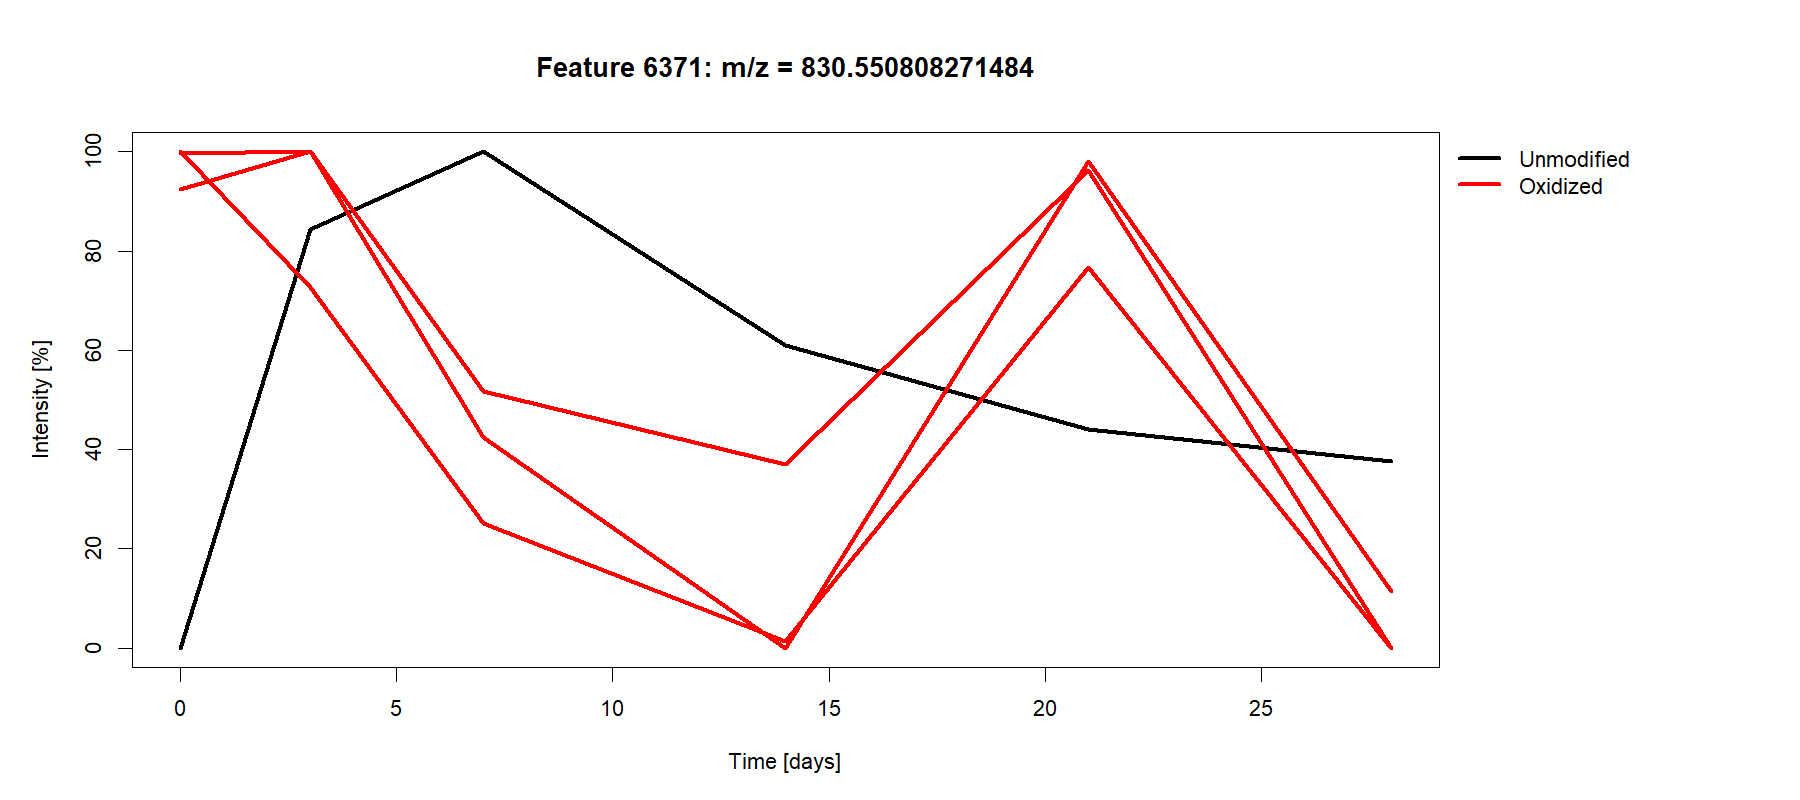 Feature 6371: m/z = 830.550808271484
Unmodified
Oxidized
Intensity [%]
100
80
60
40
20
0
0 5 10 15 20 25
Time [days]